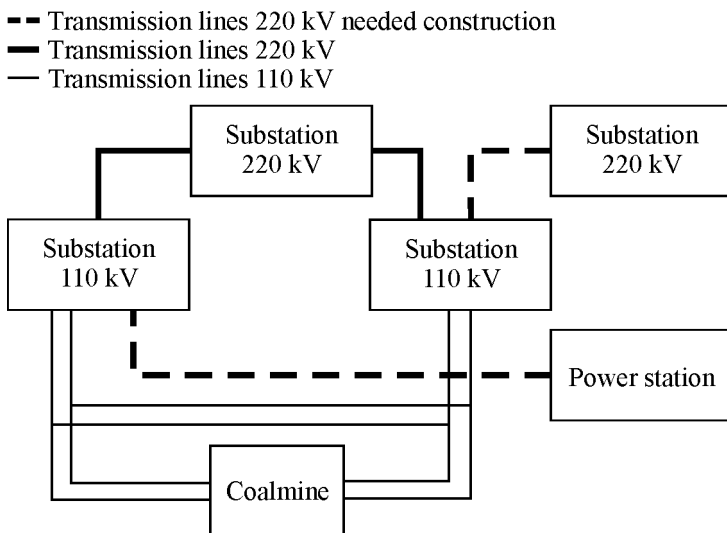 Transmission lines 220 kV needed construction
Transmission lines 220 kV
Transmission lines 110 kV
Substation
220 kV
Substation
220 kV
Substation
110 kV
Substation
110 kV
Power station
Coalmine